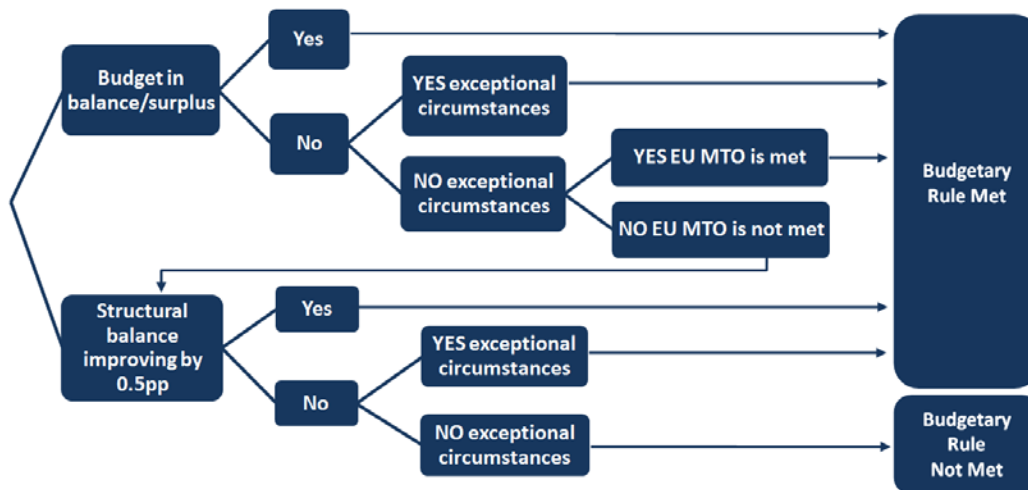 Yes
Budget in
balance/surplus
YES exceptional
circumstances
No
YES EU MTO is met
NO exceptional
circumstances
Budgetary
Rule Met
NO EU MTO is not met
Structural
balance
improving by
0.5pp
Yes
YES exceptional
circumstances
No
NO exceptional
circumstances
Budgetary
Rule
Not Met